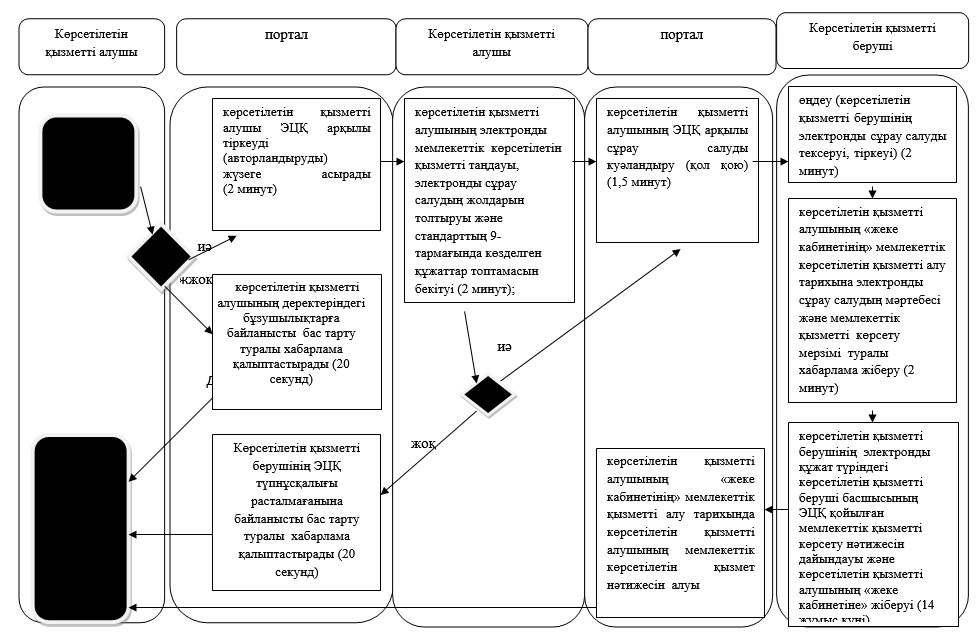 Көрсетілетін
қызметті алушы
портал
Көрсетілетін қызметті
алушы
портал
Көрсетілетін қызметті
беруші
көрсетілетін қызметті
алушы ЭЦҚ арқылы
тіркеуді
(авторландыруды)
жүзеге асырады
(2 минут)
иә
жжоқ
көрсетілетін қызметті
алушының деректеріндегі
бұзушылықтарға
байланысты бас тарту
туралы хабарлама
қалыптастырады (20
секунд)
Көрсетілетін қызметті
берушінің ЭЦҚ
түпнұсқалығы
расталмағанына
байланысты бас тарту
туралы хабарлама
қалыптастырады (20
секунд)
көрсетілетін қызметті
алушының электронды
мемлекеттік көрсетілетін
қызметті таңдауы,
электронды сұрау
салудың жолдарын
толтыруы және
стандарттың 9-
тармағында көзделген
құжаттар топтамасын
бекітуі (2 минут);
иә
жоқ
көрсетілетін қызметті
алушының ЭЦҚ арқылы
сұрау салуды
куәландыру (қол қою)
(1,5 минут)
көрсетілетін қызметті
алушының «жеке
кабинетінің» мемлекеттік
қызметті алу тарихында
көрсетілетін қызметті
алушының мемлекеттік
көрсетілетін қызмет
нәтижесін алуы
өңдеу (көрсетілетін
қызметті берушінің
электронды сұрау салуды
тексеруі, тіркеуі) (2
минут)
көрсетілетін қызметті
алушының «жеке
кабинетінің» мемлекеттік
көрсетілетін қызметті алу
тарихына электронды
сұрау салудың мәртебесі
және мемлекеттік
қызметті көрсету
мерзімі туралы
хабарлама жіберу (2
минут)
көрсетілетін қызметті
берушінің электронды
құжат түріндегі
көрсетілетін қызметті
беруші басшысының
ЭЦҚ қойылған
мемлекеттік қызметті
көрсету нәтижесін
дайындауы және
көрсетілетін қызметті
алушының «жеке
кабинетіне» жіберуі (14
жұмыс күні)